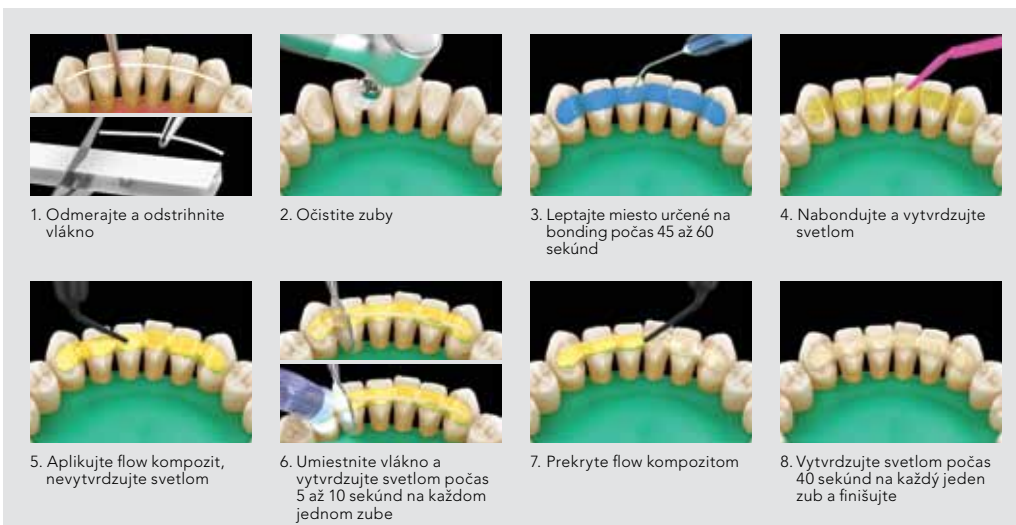 1. Odmerajte a odstrihnite
vlákno
2. Očistite zuby
3. Leptajte miesto určené na
bonding počas 45 až 60
sekúnd
4. Nabondujte a vytvrdzujte
svetlom
5. Aplikujte flow kompozit,
nevytvrdzujte svetlom
6. Umiestnite vlákno a
vytvrdzujte svetlom počas
5 až 10 sekúnd na každom
jednom zube
7. Prekryte flow kompozitom
8. Vytvrdzujte svetlom počas
40 sekúnd na každý jeden
zub a finišujte